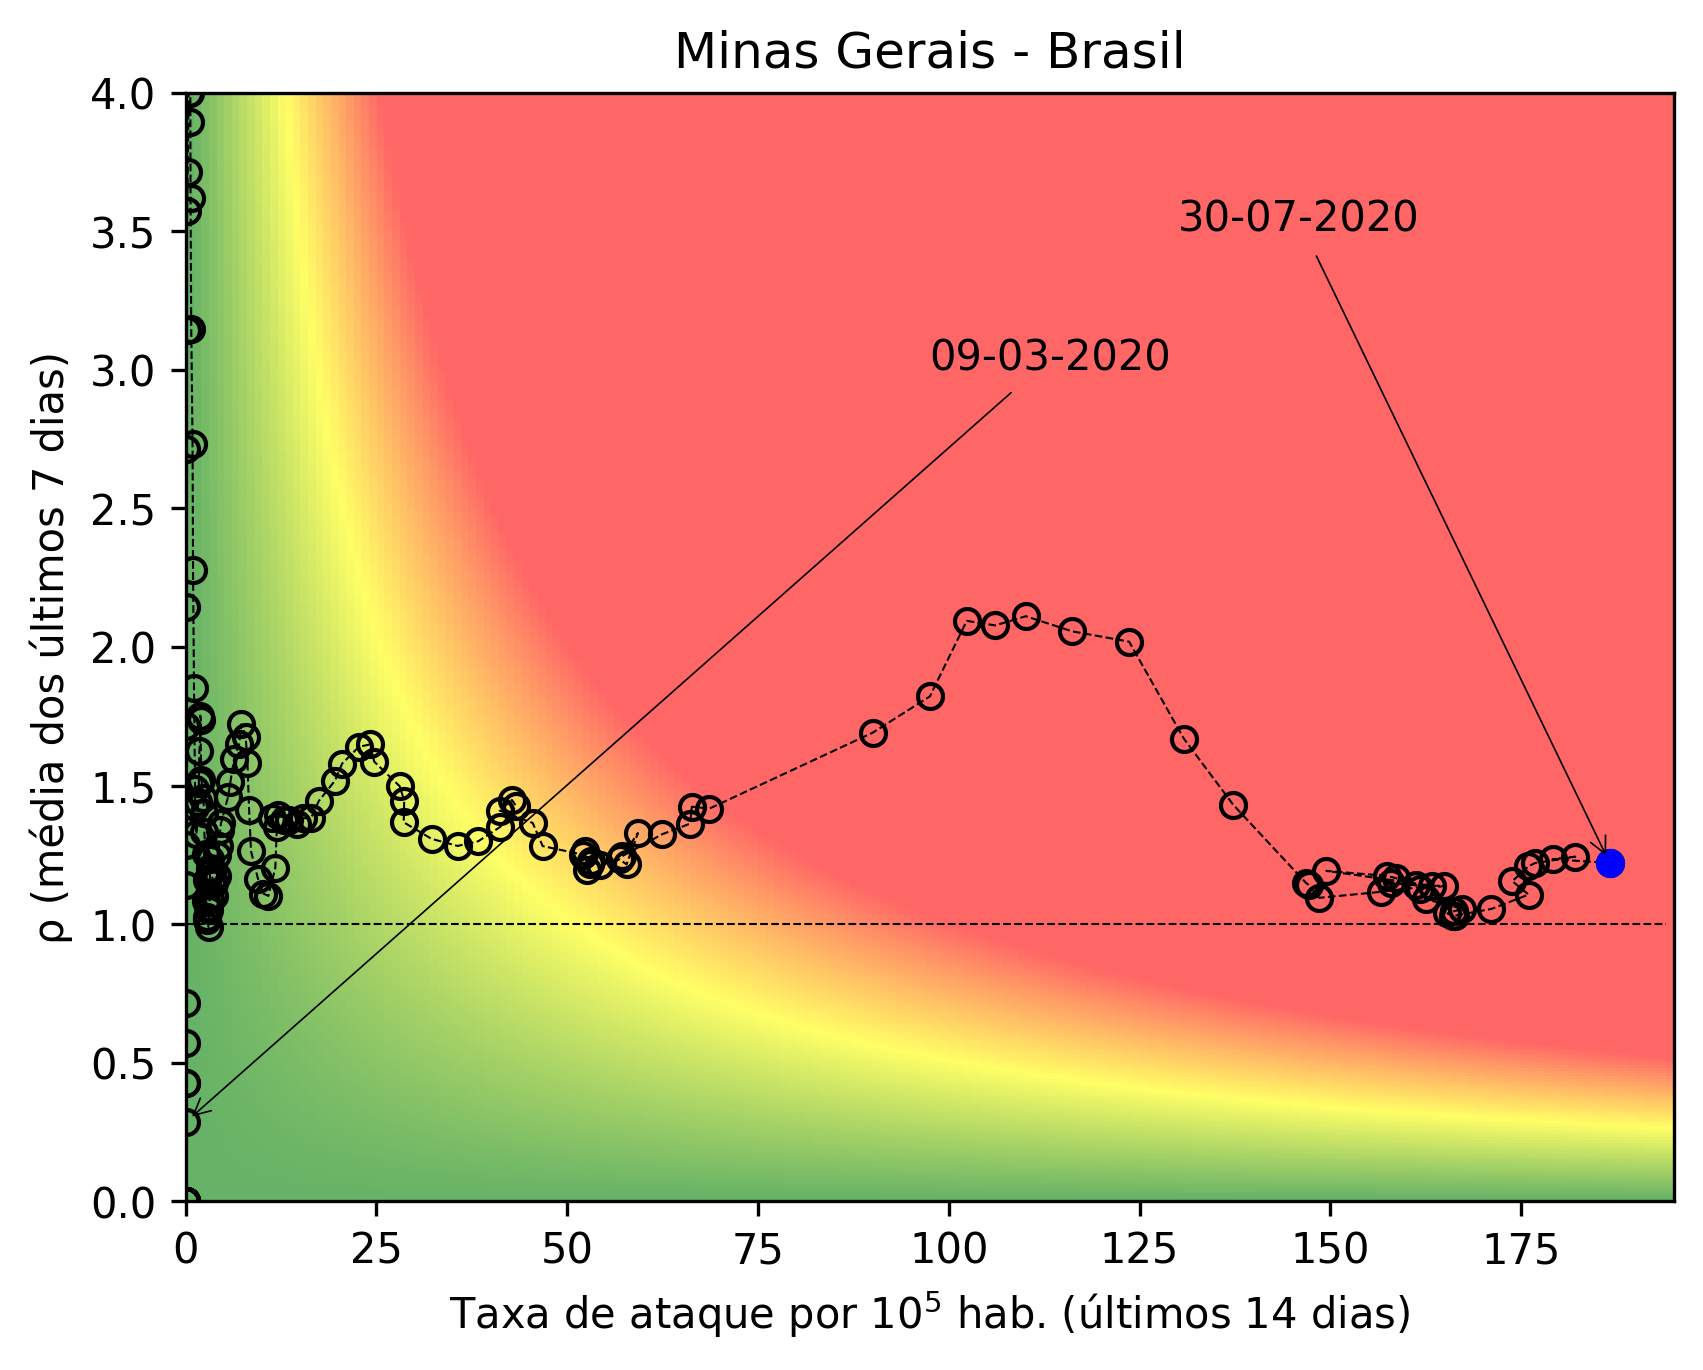 Minas Gerais - Brasil
4.0
3.5
3.0
2.5
2.0
1.5
1.0
0.5
0.0
ρ (média dos últimos 7 dias)
30-07-2020
09-03-2020
0 25 50 75 100 125 150 175
Taxa de ataque por 10⁵ hab. (últimos 14 dias)